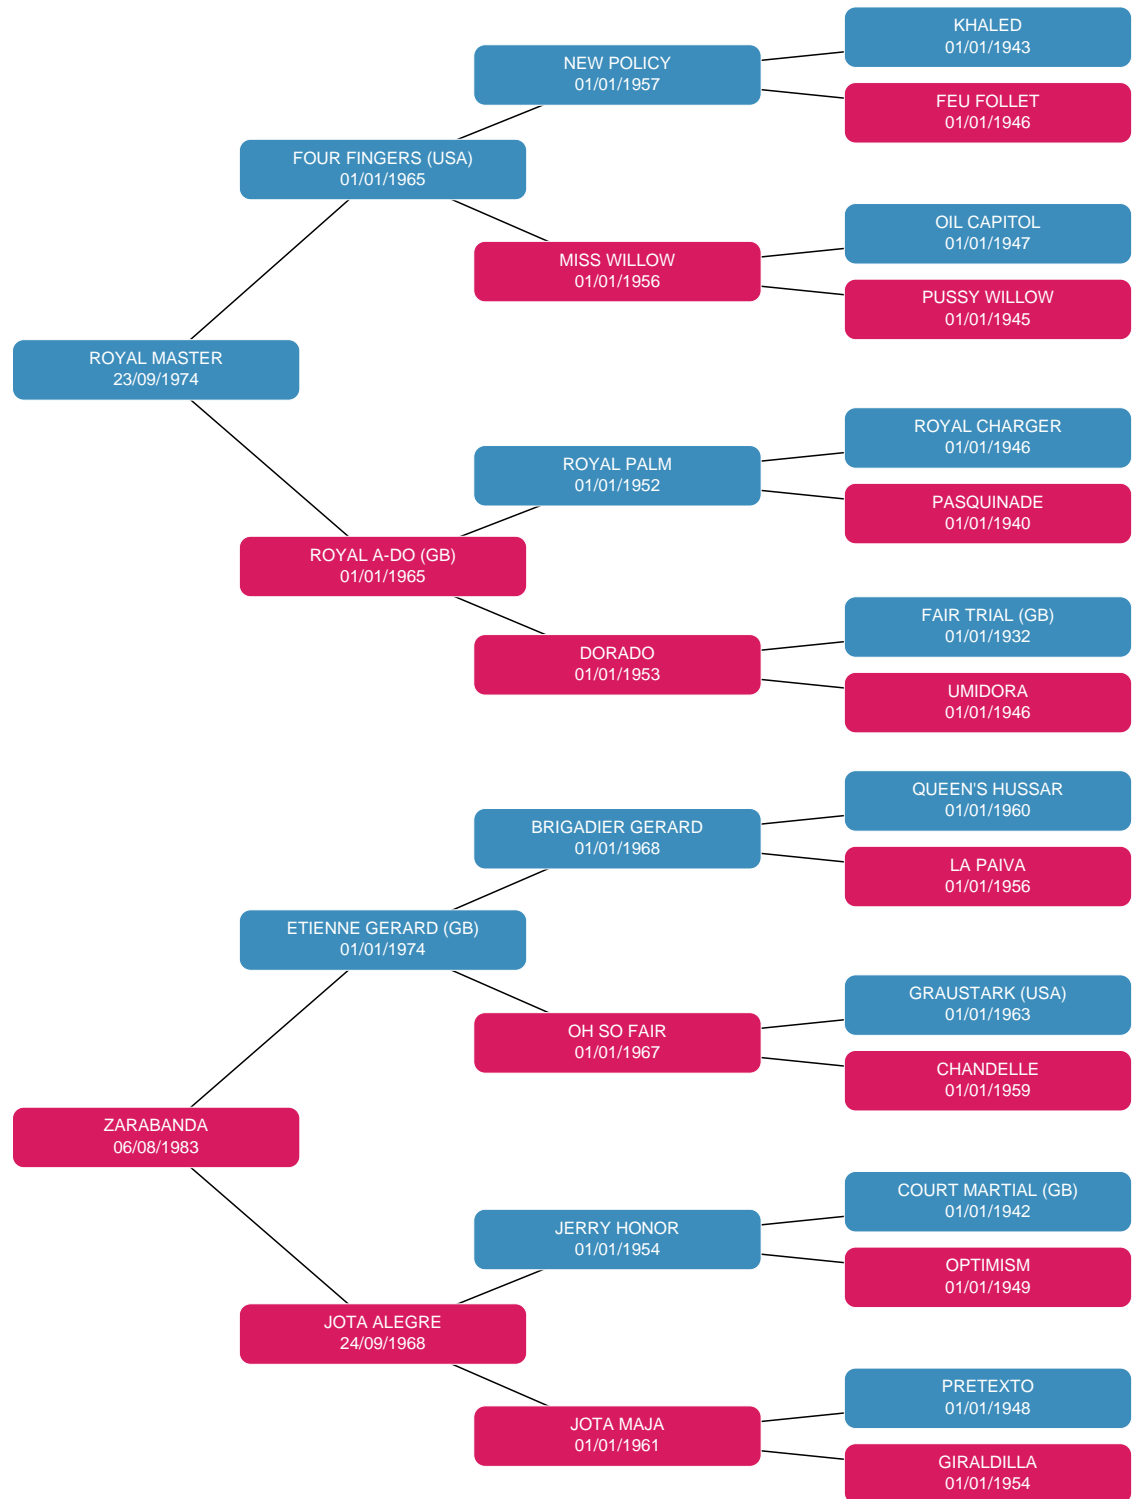 KHALED
01/01/1943
NEW POLICY
01/01/1957
FEU FOLLET
01/01/1946
FOUR FINGERS (USA)
01/01/1965
OIL CAPITOL
01/01/1947
MISS WILLOW
01/01/1956
PUSSY WILLOW
01/01/1945
ROYAL MASTER
23/09/1974
ROYAL CHARGER
01/01/1946
ROYAL PALM
01/01/1952
PASQUINADE
01/01/1940
ROYAL A-DO (GB)
01/01/1965
FAIR TRIAL (GB)
01/01/1932
DORADO
01/01/1953
UMIDORA
01/01/1946
QUEEN'S HUSSAR
01/01/1960
BRIGADIER GERARD
01/01/1968
LA PAIVA
01/01/1956
ETIENNE GERARD (GB)
01/01/1974
GRAUSTARK (USA)
01/01/1963
OH SO FAIR
01/01/1967
CHANDELLE
01/01/1959
ZARABANDA
06/08/1983
COURT MARTIAL (GB)
01/01/1942
JERRY HONOR
01/01/1954
OPTIMISM
01/01/1949
JOTA ALEGRE
24/09/1968
PRETEXTO
01/01/1948
JOTA MAJA
01/01/1961
GIRALDILLA
01/01/1954